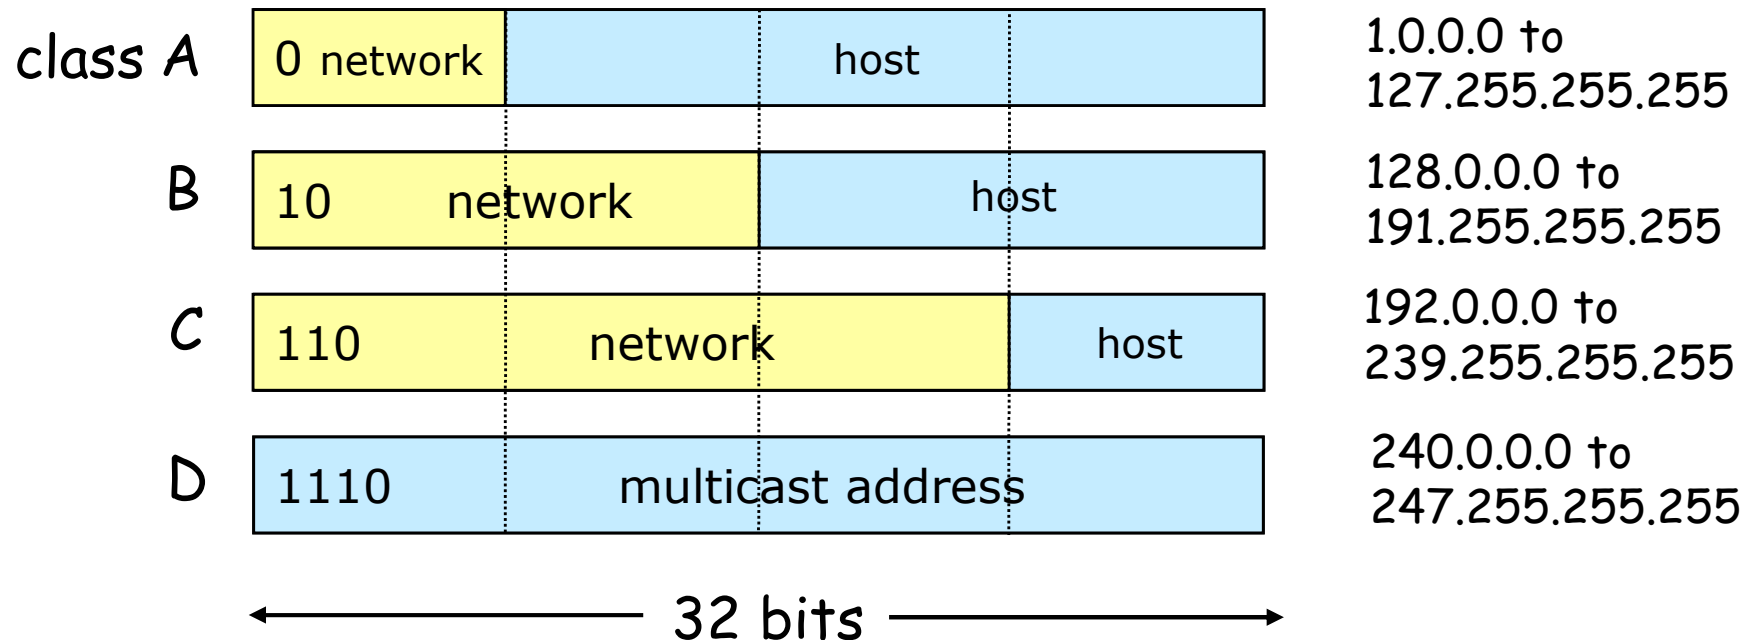 class A
0 network
host
1.0.0.0 to
127.255.255.255
B
10
network
host
128.0.0.0 to
191.255.255.255
C
110
network
host
192.0.0.0 to
239.255.255.255
D
1110
multicast address
240.0.0.0 to
247.255.255.255
32 bits